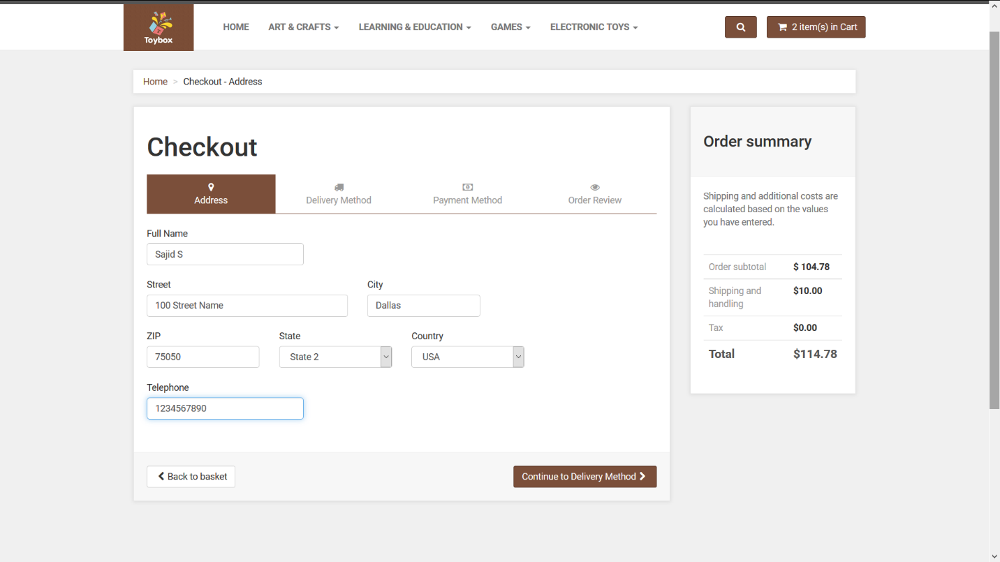 Toybox
HOME
ART & CRAFTS
LEARNING & EDUCATION
GAMES
ELECTRONIC TOYS
2 item(s) in Cart
Home > Checkout - Address
Checkout
Address
Delivery Method
Payment Method
Order Review
Full Name
Sajid S
Street
City
100 Street Name
Dallas
ZIP
State
Country
75050
State 2
USA
Telephone
1234567890
Back to basket
Continue to Delivery Method
Order summary
Shipping and additional costs are
calculated based on the values
you have entered.
Order subtotal $ 104.78
Shipping and $10.00
handling
Tax $0.00
Total $114.78